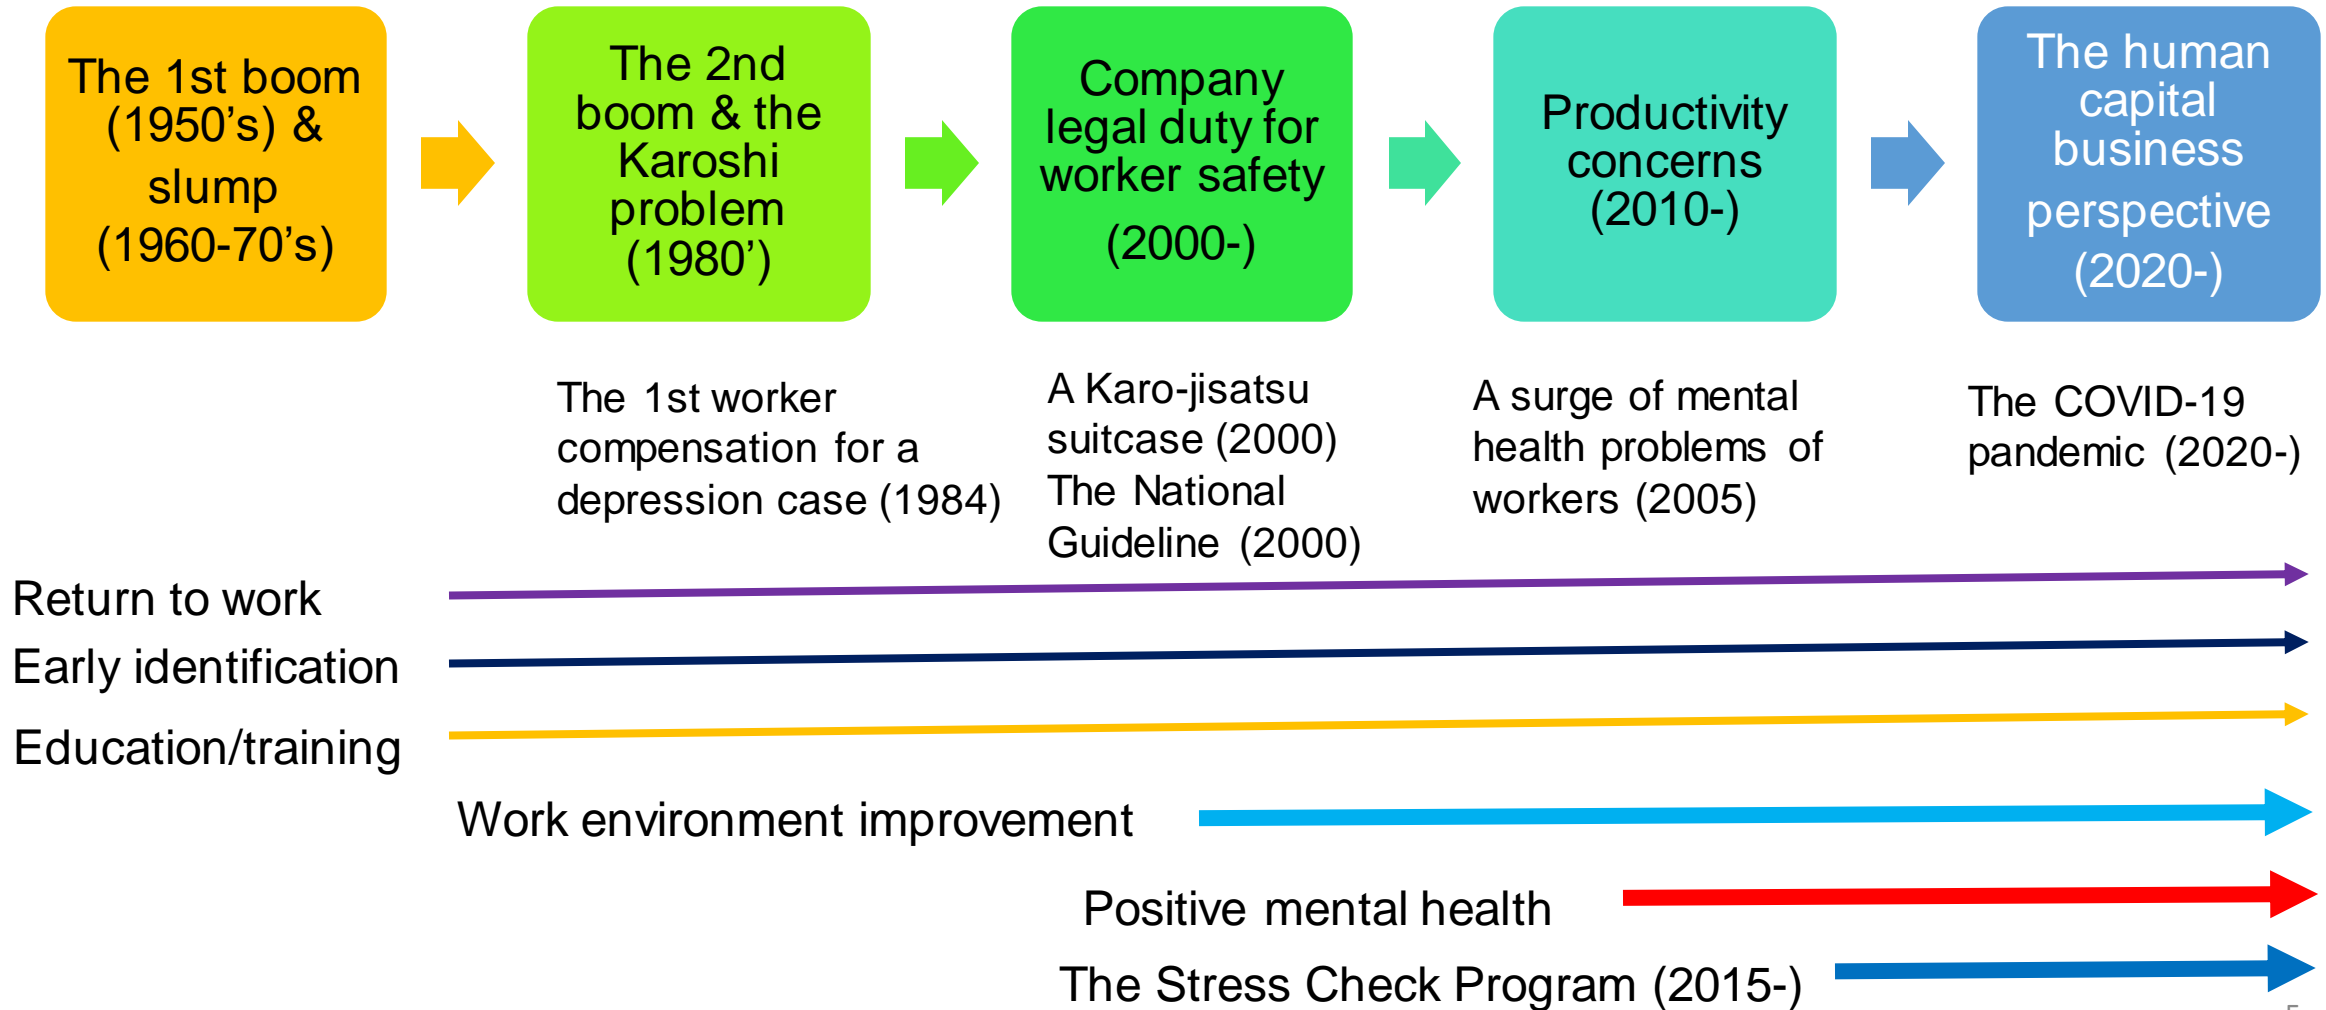 The 1st boom
(1950’s) &
slump
(1960-70’s)
The 2nd
boom & the
Karoshi
problem
(1980’)
Company
legal duty for
worker safety
(2000-)
Productivity
concerns
(2010-)
The human
capital
business
perspective
(2020-)
The 1st worker
compensation for a
depression case (1984)
A Karo-jisatsu
suitcase (2000)
The National
Guideline (2000)
A surge of mental
health problems of
workers (2005)
The COVID-19
pandemic (2020-)
Return to work
Early identification
Education/training
Work environment improvement
Positive mental health
The Stress Check Program (2015-)